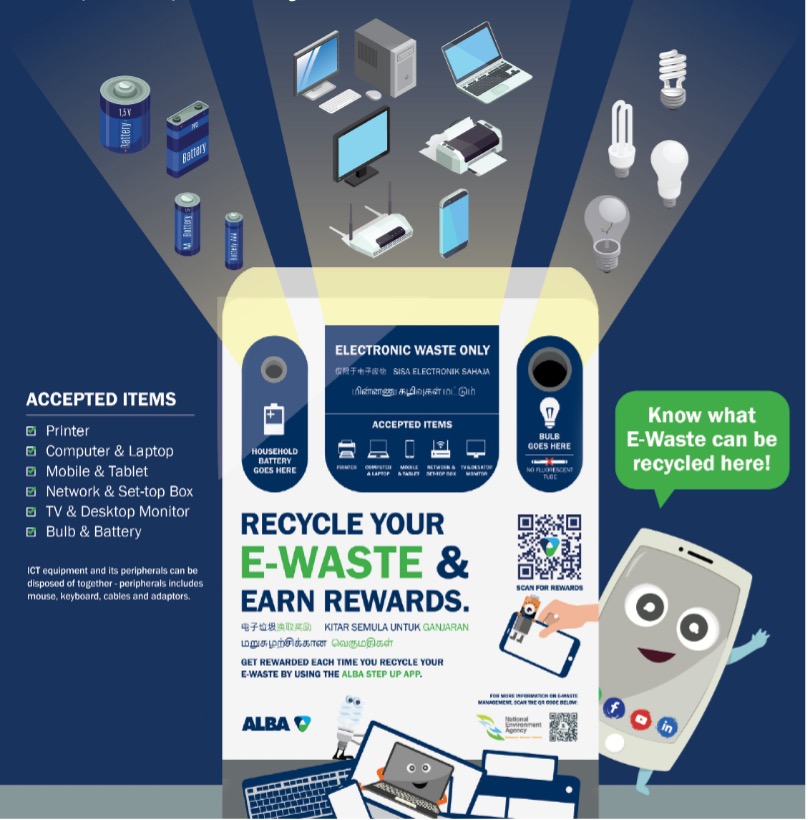 1.5 V
Battery
Battery
AA Battery
Battery AAA
ACCEPTED ITEMS
Printer
Computer & Laptop
Mobile & Tablet
Network & Set-top Box
TV & Desktop Monitor
Bulb & Battery
ICT equipment and its peripherals can be
disposed of together - peripherals includes
mouse, keyboard, cables and adaptors.
HOUSEHOLD
BATTERY
GOES HERE
ELECTRONIC WASTE ONLY
仅限于电子废物 SISA ELECTRONIK SAHAJA
மின்னணு கழிவுகள் மட்டும்
ACCEPTED ITEMS
PRINTER
COMPUTER
& LAPTOP
MOBILE
& TABLET
NETWORK &
SET-TOP BOX
TV & DESKTOP
MONITOR
BULB
GOES HERE
NO FLUORESCENT
TUBE
RECYCLE YOUR
E-WASTE &
EARN REWARDS.
电子垃圾换取奖励 KITAR SEMULA UNTUK GANJARAN
மறுசுழற்சிக்கான வெகுமதிகள்
GET REWARDED EACH TIME YOU RECYCLE YOUR
E-WASTE BY USING THE ALBA STEP UP APP.
SCAN FOR REWARDS
ALBA
FOR MORE INFORMATION ON E-WASTE
MANAGEMENT, SCAN THE QR CODE BELOW:
National
Environment
Agency
Know what
E-Waste can be
recycled here!
f
in